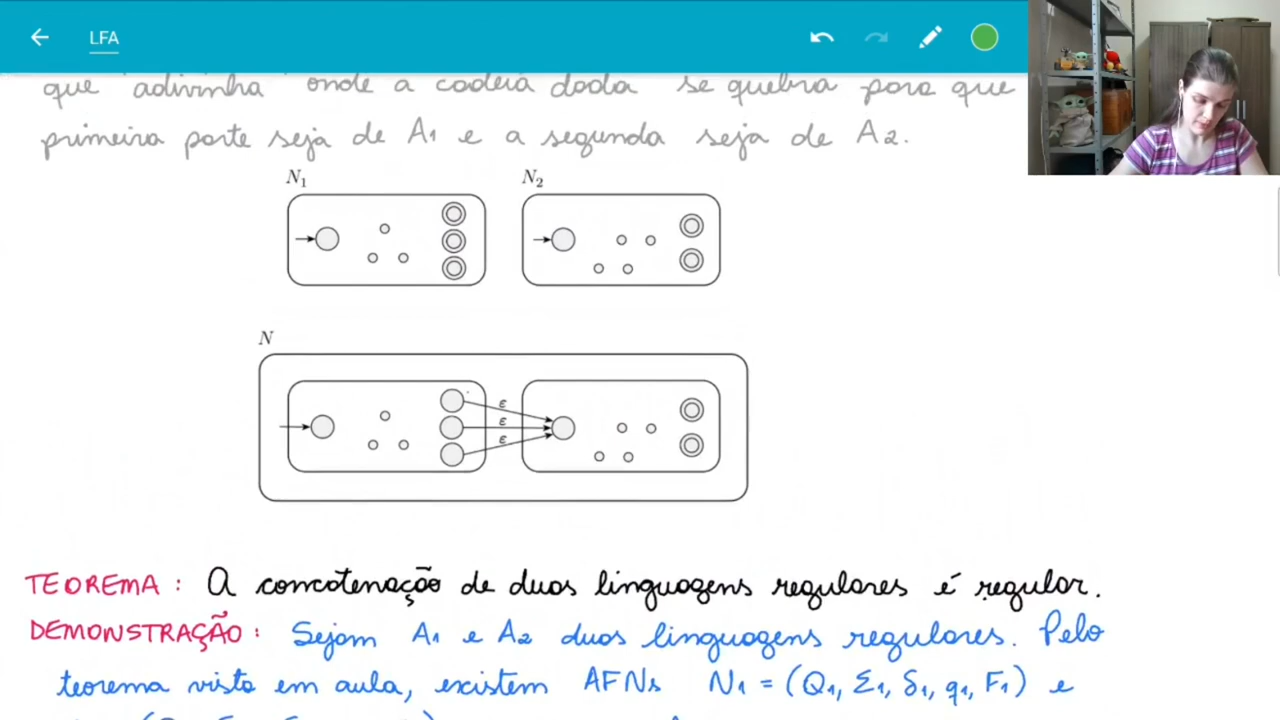 LFA
que "adivinha" onde a cadeia dada se quebra para que
primeira parte seja de A1 e a segunda seja de A2.
N1 N2
N
ε
ε
ε
TEOREMA: A concatenação de duas linguagens regulares é regular.
DEMONSTRAÇÃO: Sejam A1 e A2 duas linguagens regulares. Pelo
teorema visto em aula, existem AFNs N1 = (Q1, Σ1, δ1, q1, F1) e